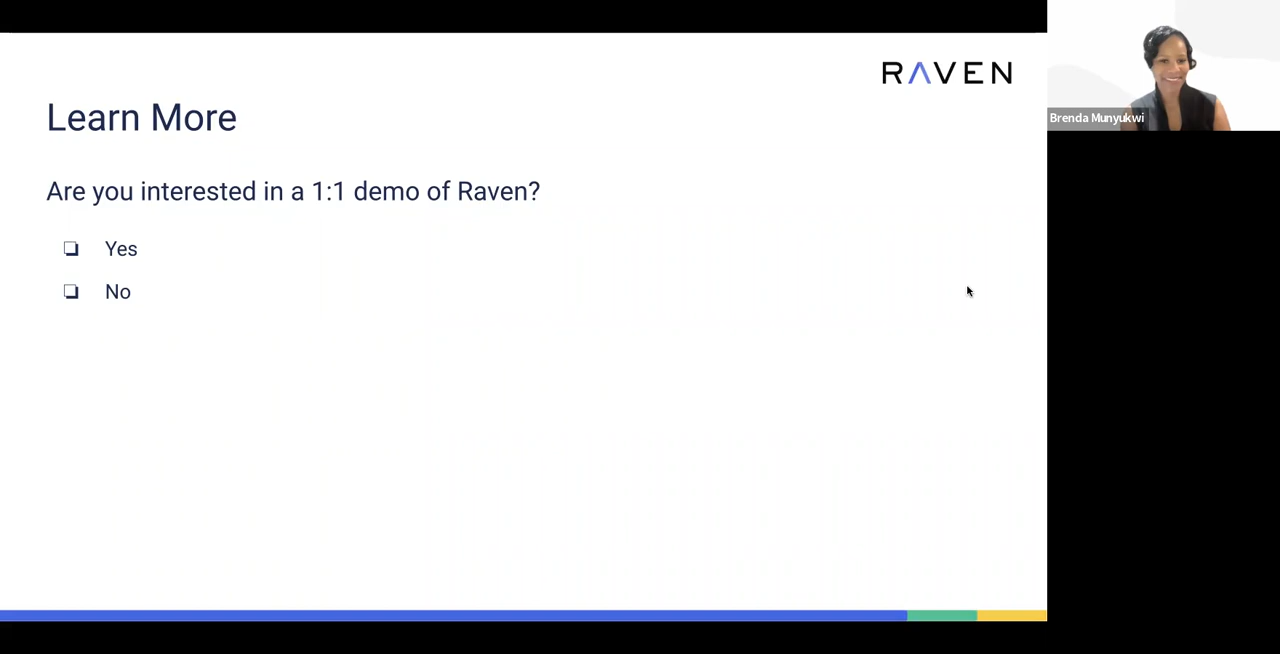 RAVEN
Learn More
Are you interested in a 1:1 demo of Raven?
Yes
No
Brenda Munyukwi